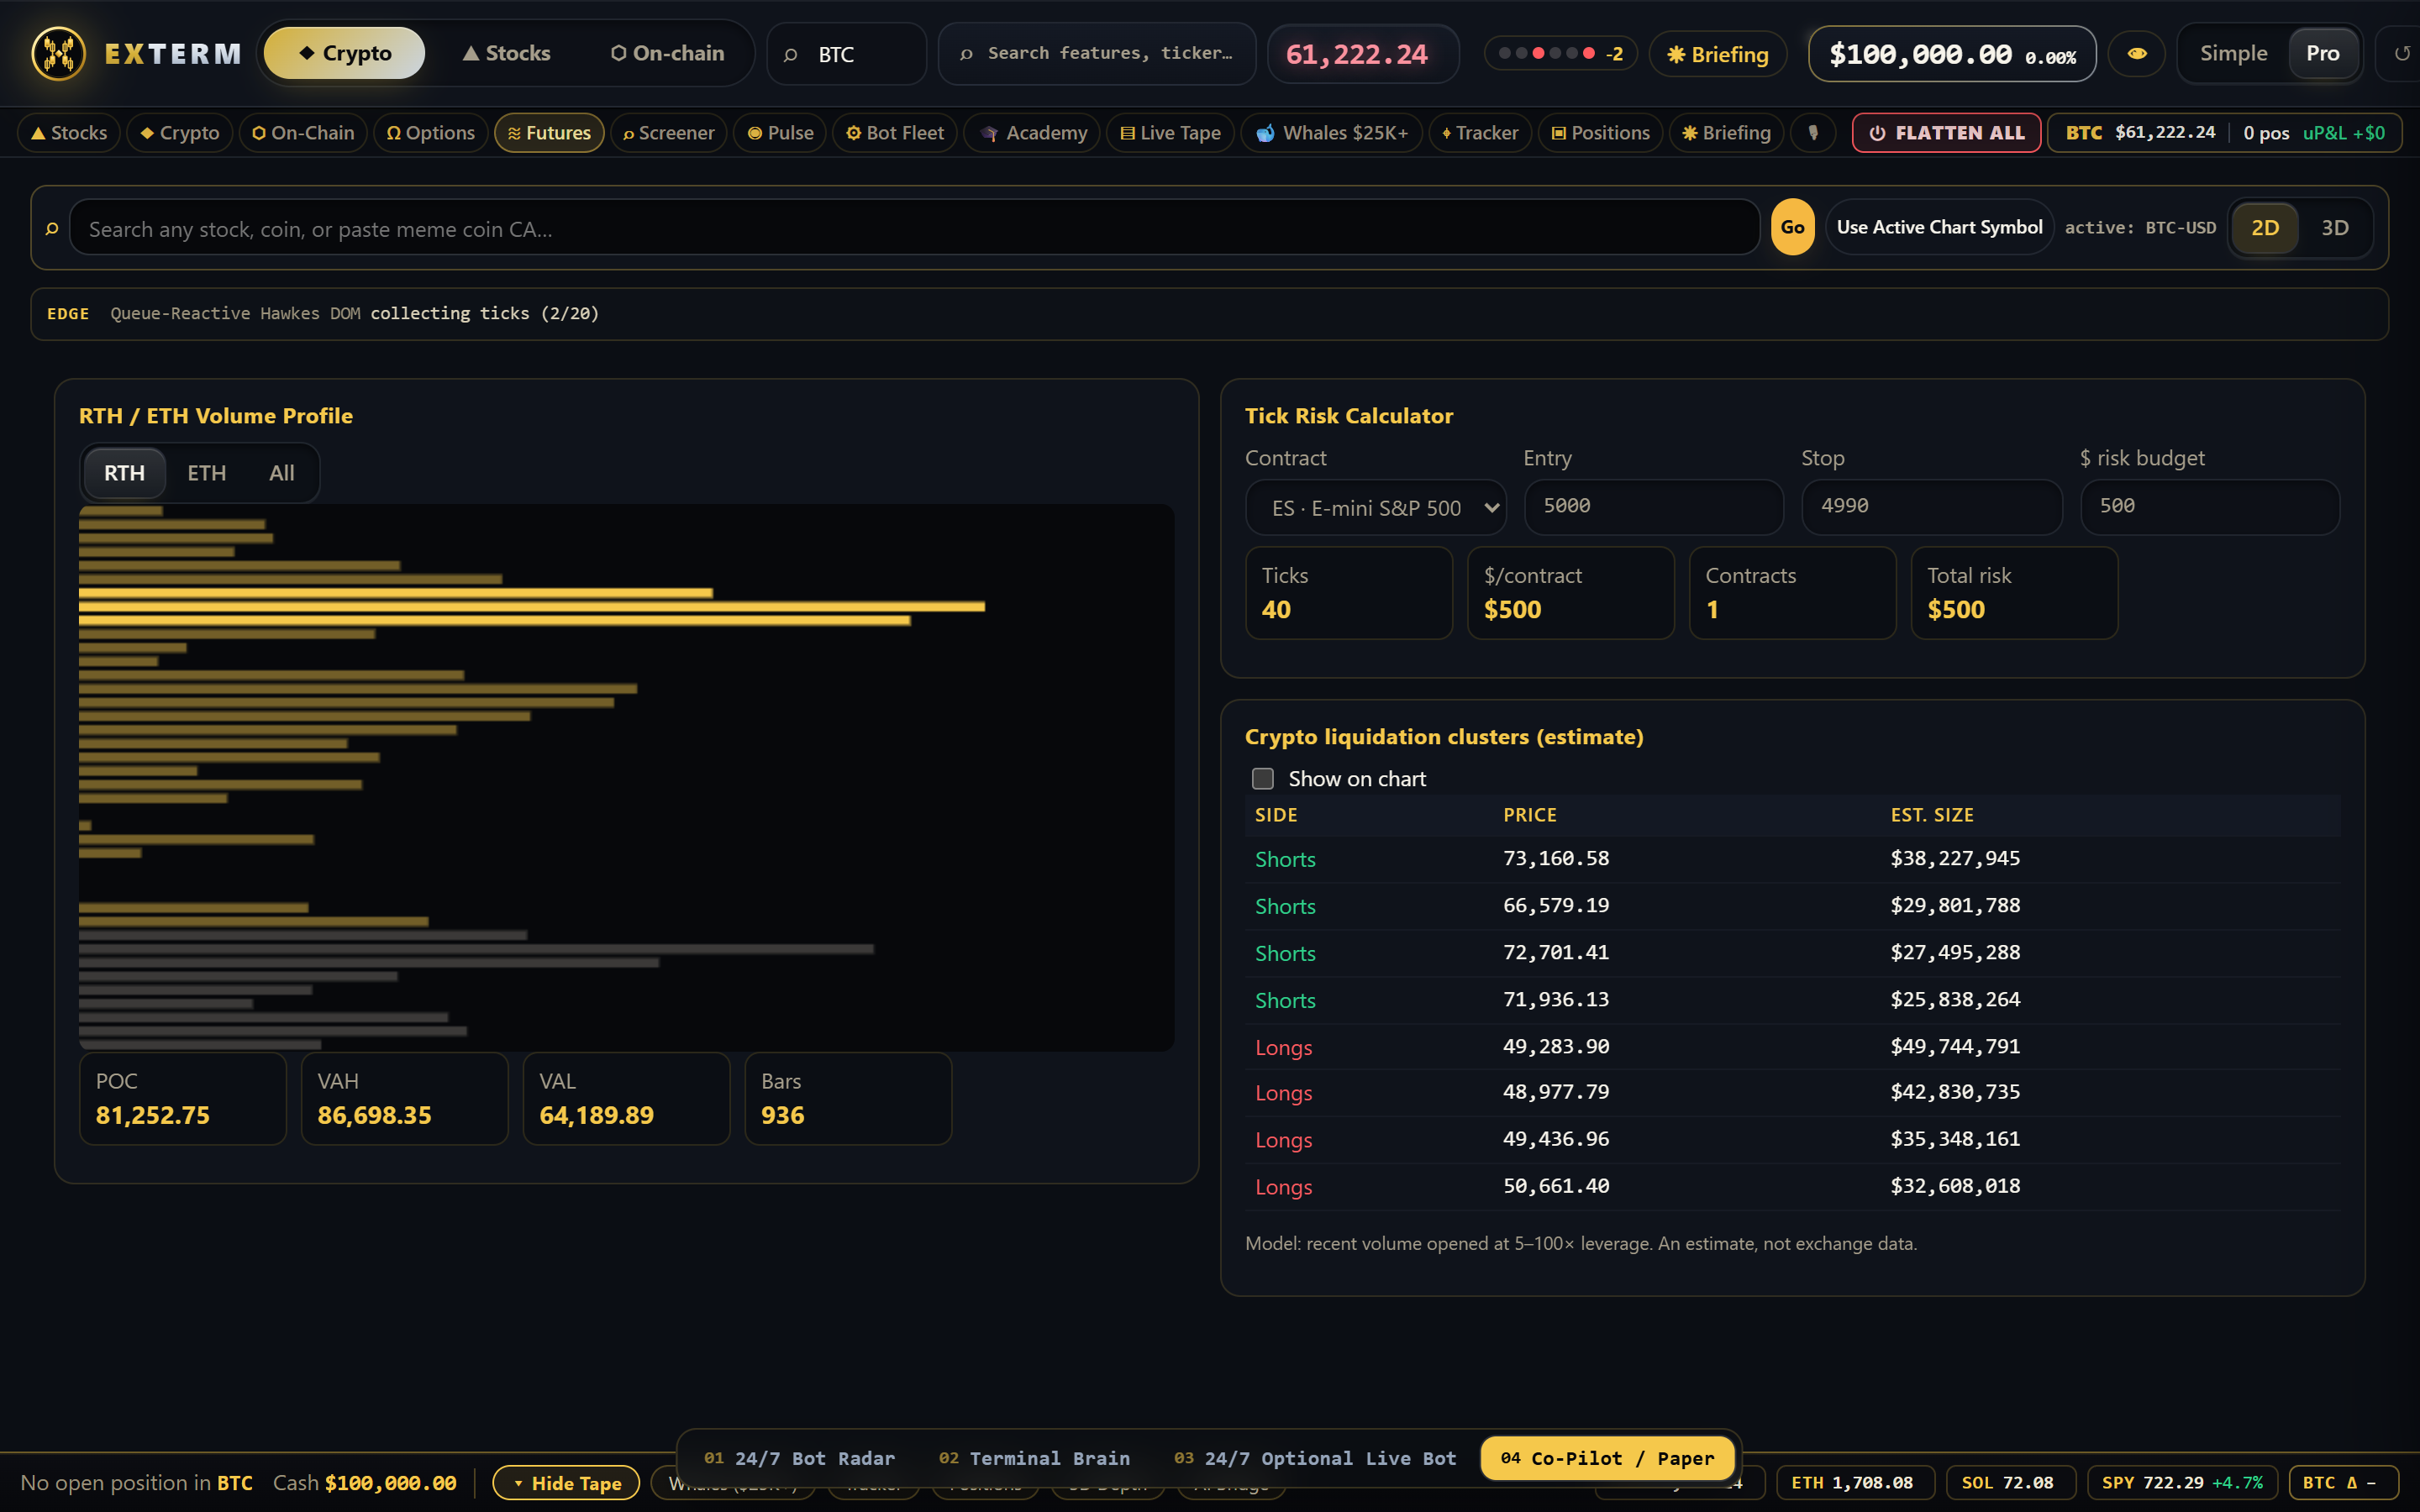 EXTERM
Crypto Stocks On-chain
BTC
Search features, ticker…
61,222.24
-2
Briefing
$100,000.00 0.00%
Simple Pro
Stocks Crypto On-Chain Options Futures Screener Pulse Bot Fleet Academy Live Tape Whales $25K+ Tracker Positions Briefing
FLATTEN ALL
BTC $61,222.24 0 pos uP&L +$0
Search any stock, coin, or paste meme coin CA...
Go
Use Active Chart Symbol
active: BTC-USD
2D 3D
EDGE Queue-Reactive Hawkes DOM collecting ticks (2/20)
RTH / ETH Volume Profile
RTH ETH All
POC VAH VAL Bars
81,252.75 86,698.35 64,189.89 936
Tick Risk Calculator
Contract Entry Stop $ risk budget
ES · E-mini S&P 500 5000 4990 500
Ticks $/contract Contracts Total risk
40 $500 1 $500
Crypto liquidation clusters (estimate)
Show on chart
SIDE PRICE EST. SIZE
Shorts 73,160.58 $38,227,945
Shorts 66,579.19 $29,801,788
Shorts 72,701.41 $27,495,288
Shorts 71,936.13 $25,838,264
Longs 49,283.90 $49,744,791
Longs 48,977.79 $42,830,735
Longs 49,436.96 $35,348,161
Longs 50,661.40 $32,608,018
Model: recent volume opened at 5–100× leverage. An estimate, not exchange data.
01 24/7 Bot Radar 02 Terminal Brain 03 24/7 Optional Live Bot 04 Co-Pilot / Paper
No open position in BTC Cash $100,000.00
Hide Tape
ETH 1,708.08
SOL 72.08
SPY 722.29 +4.7%
BTC Δ –